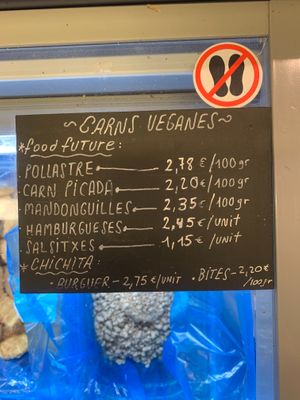 ~CARNS VEGANES~
*food future:
.POLLASTRE — 2,78 €/100gr
.CARN PICADA — 2,20€/100gr
.MANDONGUILLES — 2,35€/100gr
.HAMBURGUESES — 2,45€/UNIT
.SALSITXES — 1,15€/UNIT
*CHICHITA:
·BURGUER – 2,75 €/UNIT ·BITES – 2,20€/100gr